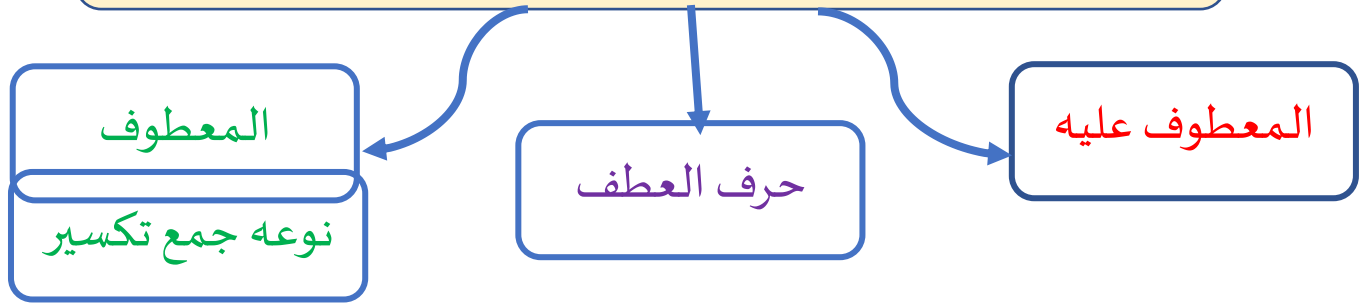 المعطوف عليه
حرف العطف
المعطوف
نوعه جمع تكسير